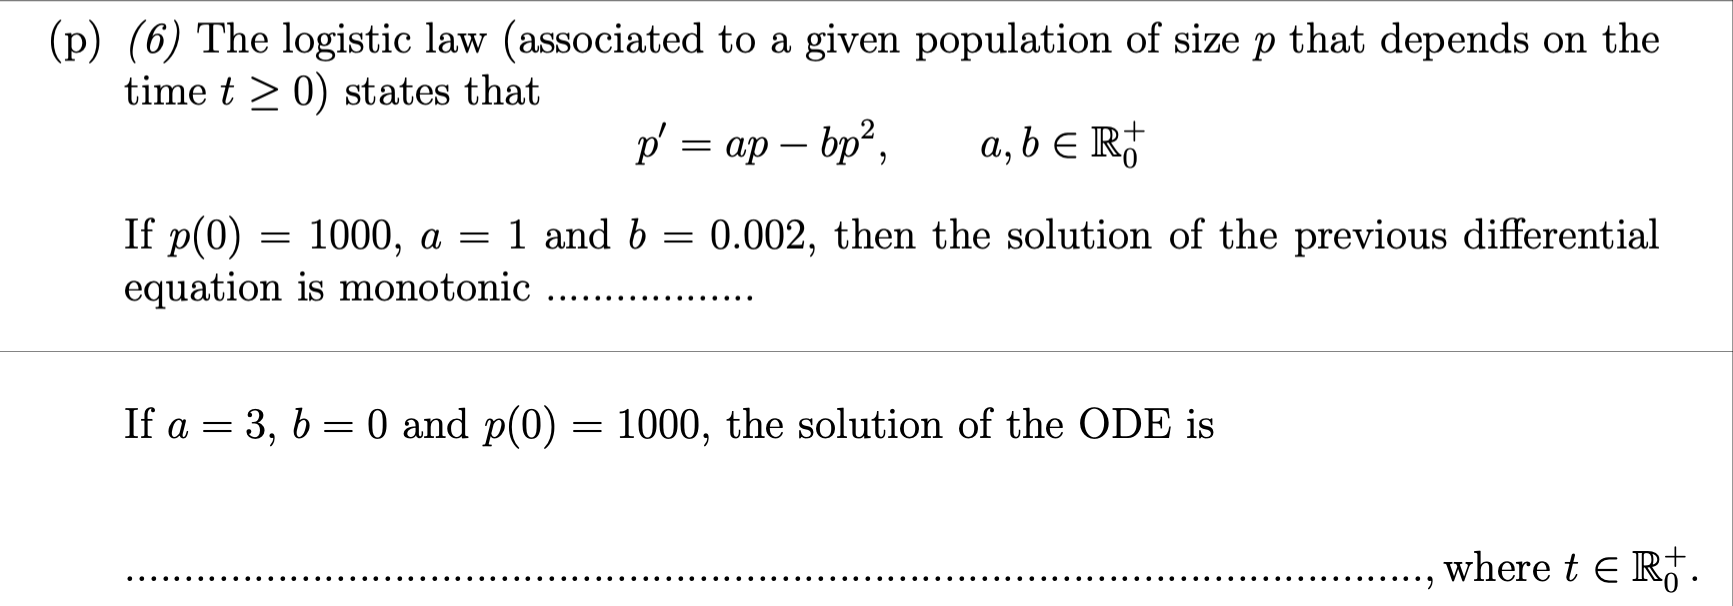 (p) (6) The logistic law (associated to a given population of size p that depends on the
time t ≥ 0) states that
p′ = ap − bp², a, b ∈ ℝ₀⁺
If p(0) = 1000, a = 1 and b = 0.002, then the solution of the previous differential
equation is monotonic ..................
If a = 3, b = 0 and p(0) = 1000, the solution of the ODE is
................................................................................................................, where t ∈ ℝ₀⁺.